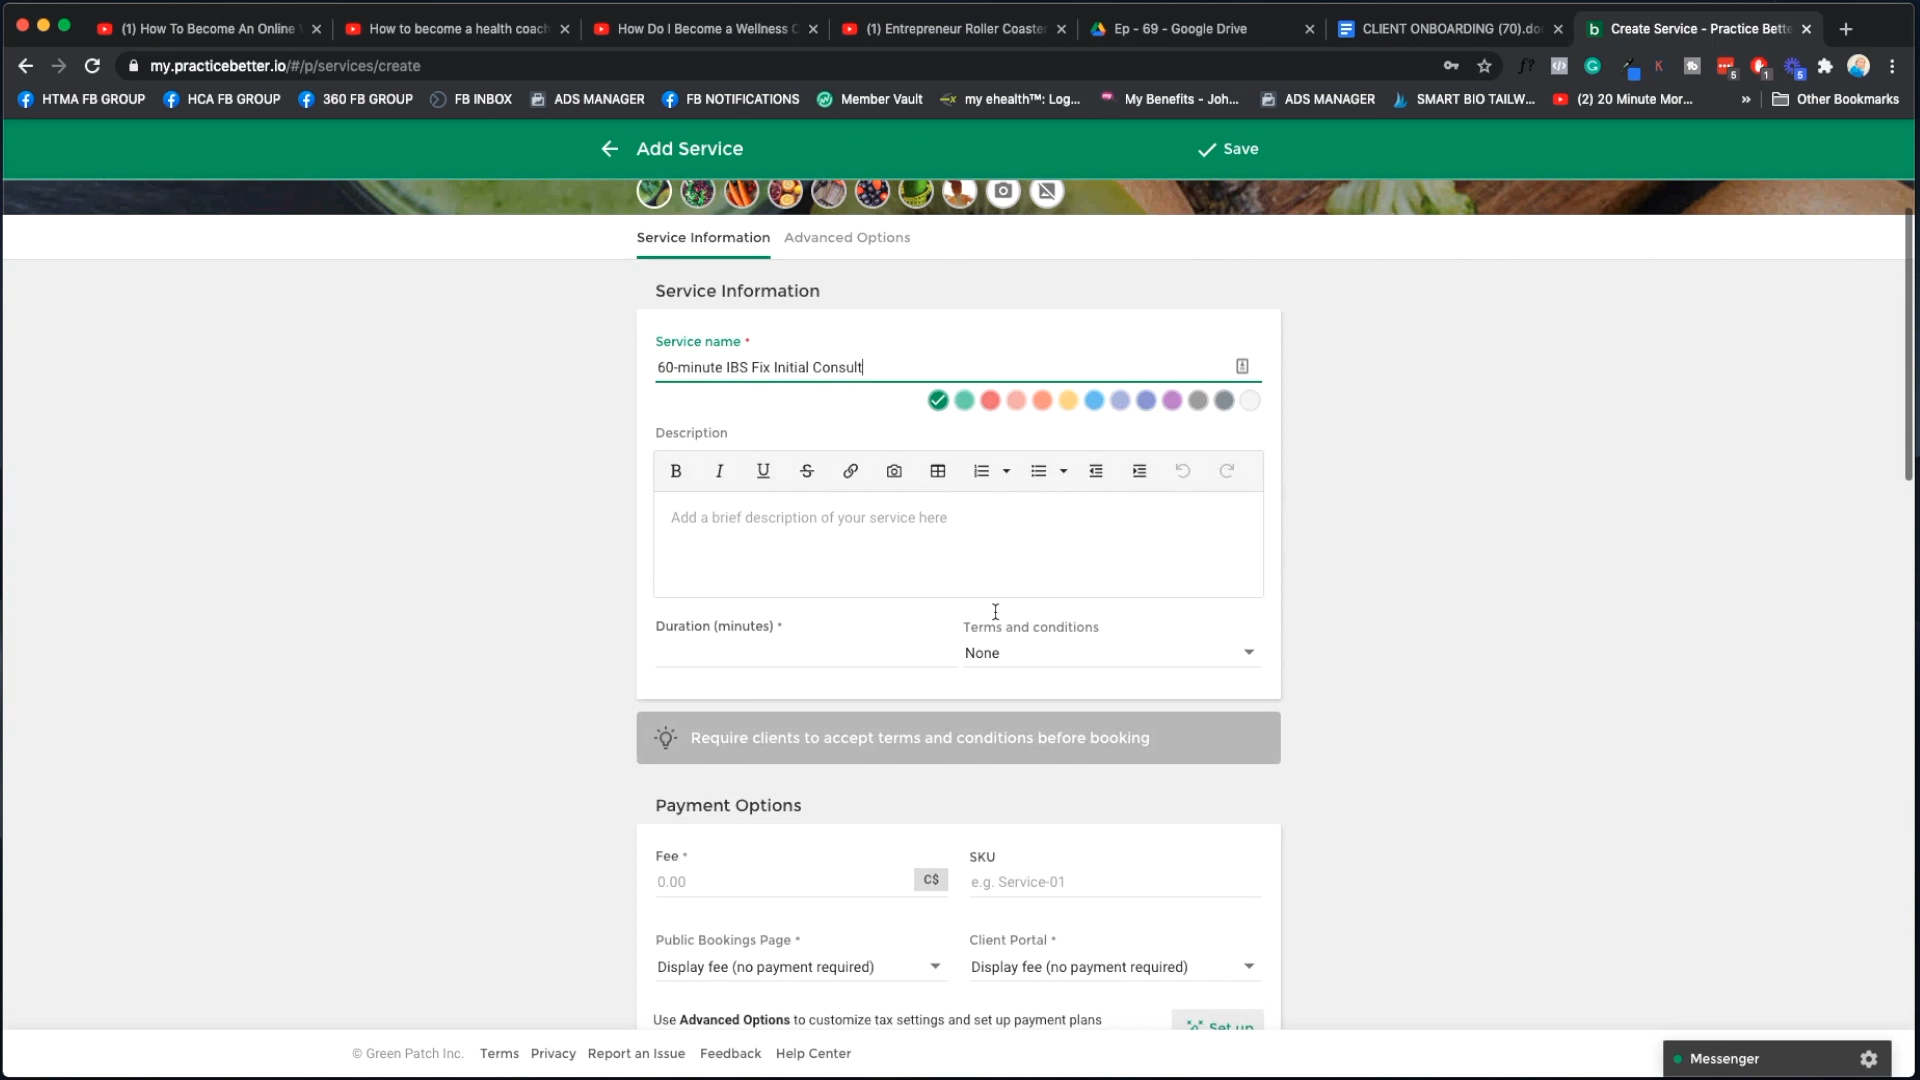 (1) How To Become An Online
How to become a health coach
How Do I Become a Wellness C
(1) Entrepreneur Roller Coaster
Ep - 69 - Google Drive
CLIENT ONBOARDING (70).do
Create Service - Practice Bette
my.practicebetter.io/#/p/services/create
HTMA FB GROUP
HCA FB GROUP
360 FB GROUP
FB INBOX
ADS MANAGER
FB NOTIFICATIONS
Member Vault
my ehealth™: Log...
My Benefits - Joh...
ADS MANAGER
SMART BIO TAILW...
(2) 20 Minute Mor...
Other Bookmarks
Add Service
Save
Service Information
Advanced Options
Service Information
Service name *
60-minute IBS Fix Initial Consult
Description
Add a brief description of your service here
Duration (minutes) *
Terms and conditions
None
Require clients to accept terms and conditions before booking
Payment Options
Fee *
SKU
0.00
C$
e.g. Service-01
Public Bookings Page *
Client Portal *
Display fee (no payment required)
Display fee (no payment required)
Use Advanced Options to customize tax settings and set up payment plans
Set up
© Green Patch Inc.
Terms
Privacy
Report an Issue
Feedback
Help Center
Messenger